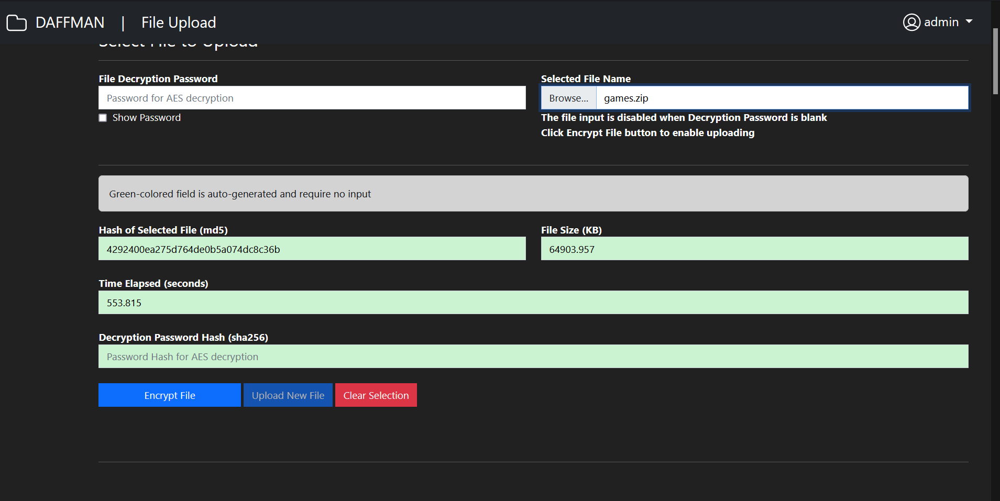 DAFFMAN | File Upload
admin
Select File to Upload
File Decryption Password
Selected File Name
Password for AES decryption
Browse... games.zip
Show Password
The file input is disabled when Decryption Password is blank
Click Encrypt File button to enable uploading
Green-colored field is auto-generated and require no input
Hash of Selected File (md5)
File Size (KB)
4292400ea275d764de0b5a074dc8c36b
64903.957
Time Elapsed (seconds)
553.815
Decryption Password Hash (sha256)
Password Hash for AES decryption
Encrypt File
Upload New File
Clear Selection